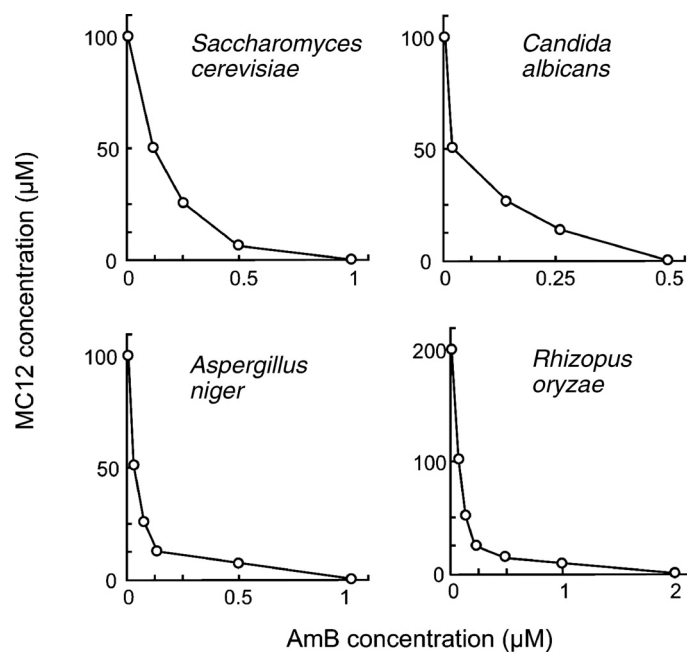 MC12 concentration (µM)
Saccharomyces
cerevisiae
100
50
0
0
0.5
1
Candida
albicans
100
50
0
0
0.25
0.5
Aspergillus
niger
100
50
0
0
0.5
1
Rhizopus
oryzae
200
100
0
0
1
2
AmB concentration (µM)